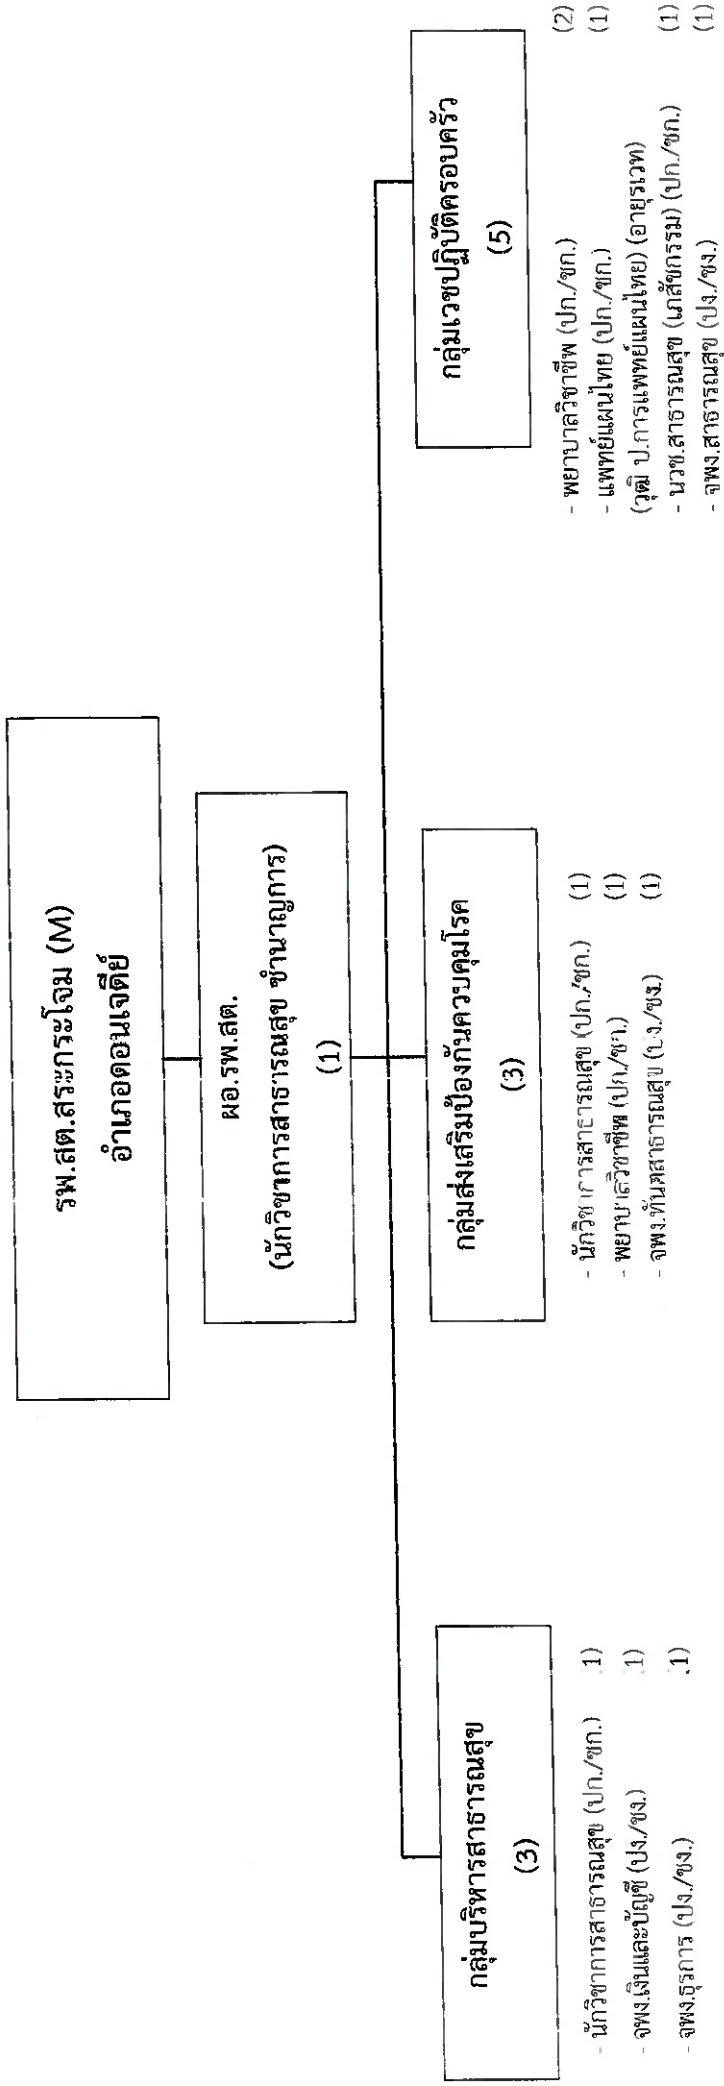 รพ.สต.สระกระโจม (M)
อำเภอดอนเจดีย์
ผอ.รพ.สต.
(นักวิชาการสาธารณสุข ชำนาญการ)
(1)
กลุ่มบริหารสาธารณสุข
(3)
- นักวิชาการสาธารณสุข (ปก./ชก.) (1)
- จพง.เงินและบัญชี (ปง./ชง.) (1)
- จพง.ธุรการ (ปง./ชง.) (1)
กลุ่มส่งเสริมป้องกันควบคุมโรค
(3)
- นักวิชาการสาธารณสุข (ปก./ชก.) (1)
- พยาบาลวิชาชีพ (ปก./ชก.) (1)
- จพง.ทันตสาธารณสุข (ปง./ชง.) (1)
กลุ่มเวชปฏิบัติครอบครัว
(5)
- พยาบาลวิชาชีพ (ปก./ชก.) (2)
- แพทย์แผนไทย (ปก./ชก.) (1)
(วุฒิ ป.การแพทย์แผนไทย) (อายุรเวท)
- นวช.สาธารณสุข (เภสัชกรรม) (ปก./ชก.) (1)
- จพง.สาธารณสุข (ปง./ชง.) (1)